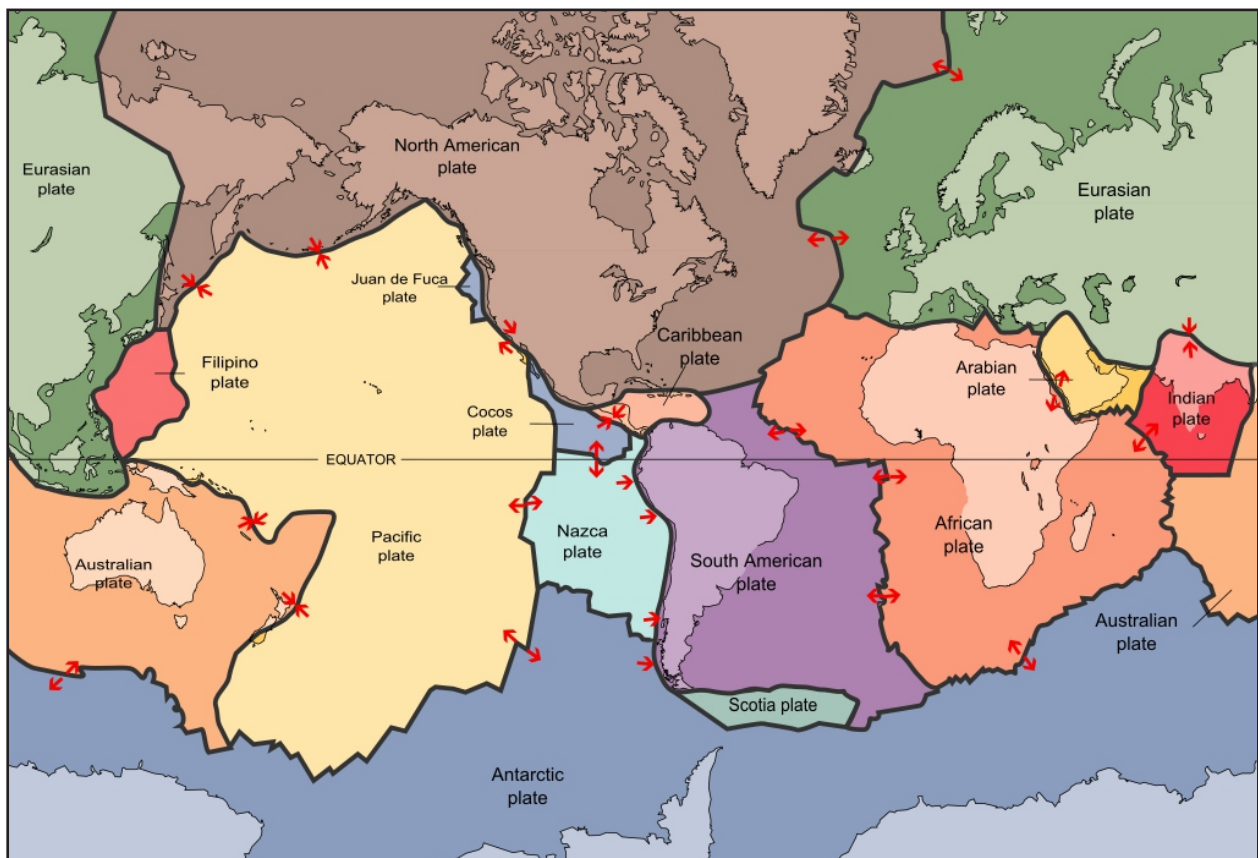 North American
plate
Eurasian
plate
Eurasian
plate
Juan de Fuca
plate
Caribbean
plate
Filipino
plate
Arabian
plate
Indian
plate
Cocos
plate
EQUATOR
Nazca
plate
African
plate
Pacific
plate
Australian
plate
South American
plate
Australian
plate
Scotia plate
Antarctic
plate